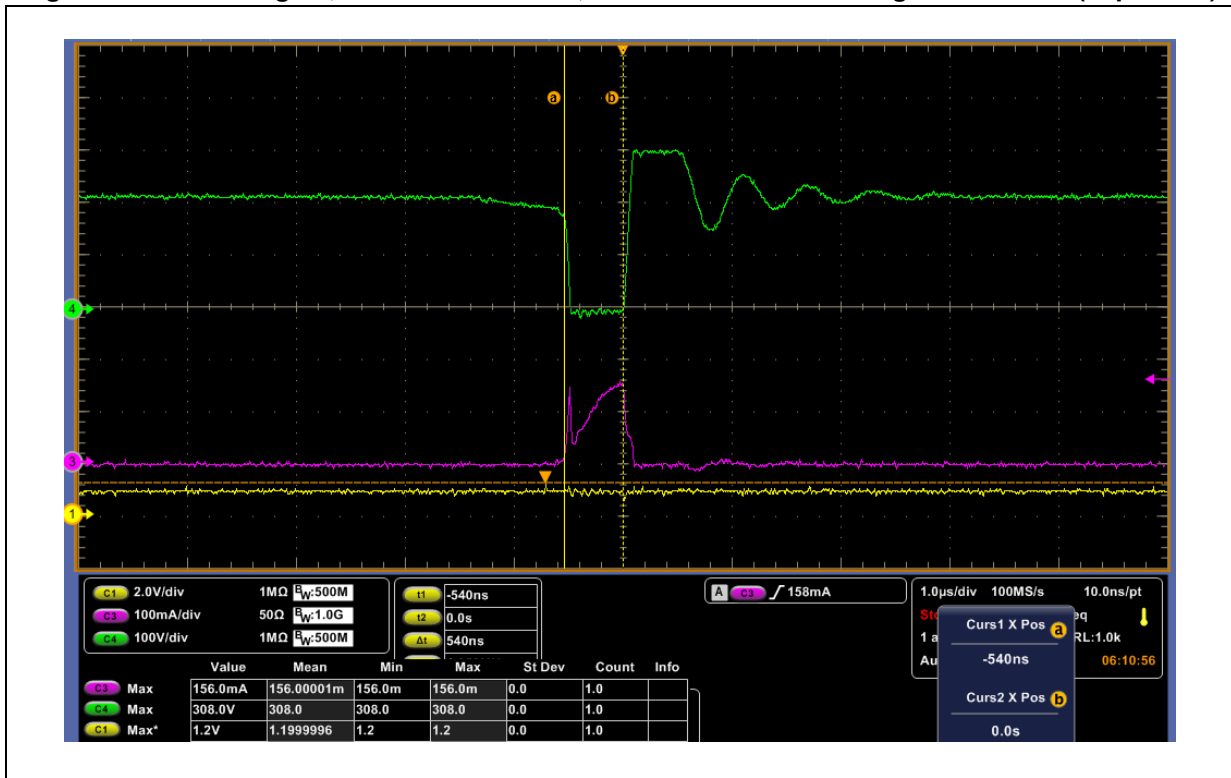 a b
4
3
1
C1 2.0V/div 1MΩ BW:500M
C3 100mA/div 50Ω BW:1.0G
C4 100V/div 1MΩ BW:500M
t1 -540ns
t2 0.0s
Δt 540ns
A C3 158mA
1.0µs/div 100MS/s 10.0ns/pt
RL:1.0k
06:10:56
Curs1 X Pos a
-540ns
Curs2 X Pos b
0.0s
Value Mean Min Max St Dev Count Info
C3 Max 156.0mA 156.00001m 156.0m 156.0m 0.0 1.0
C4 Max 308.0V 308.0 308.0 308.0 0.0 1.0
C1 Max* 1.2V 1.1999996 1.2 1.2 0.0 1.0